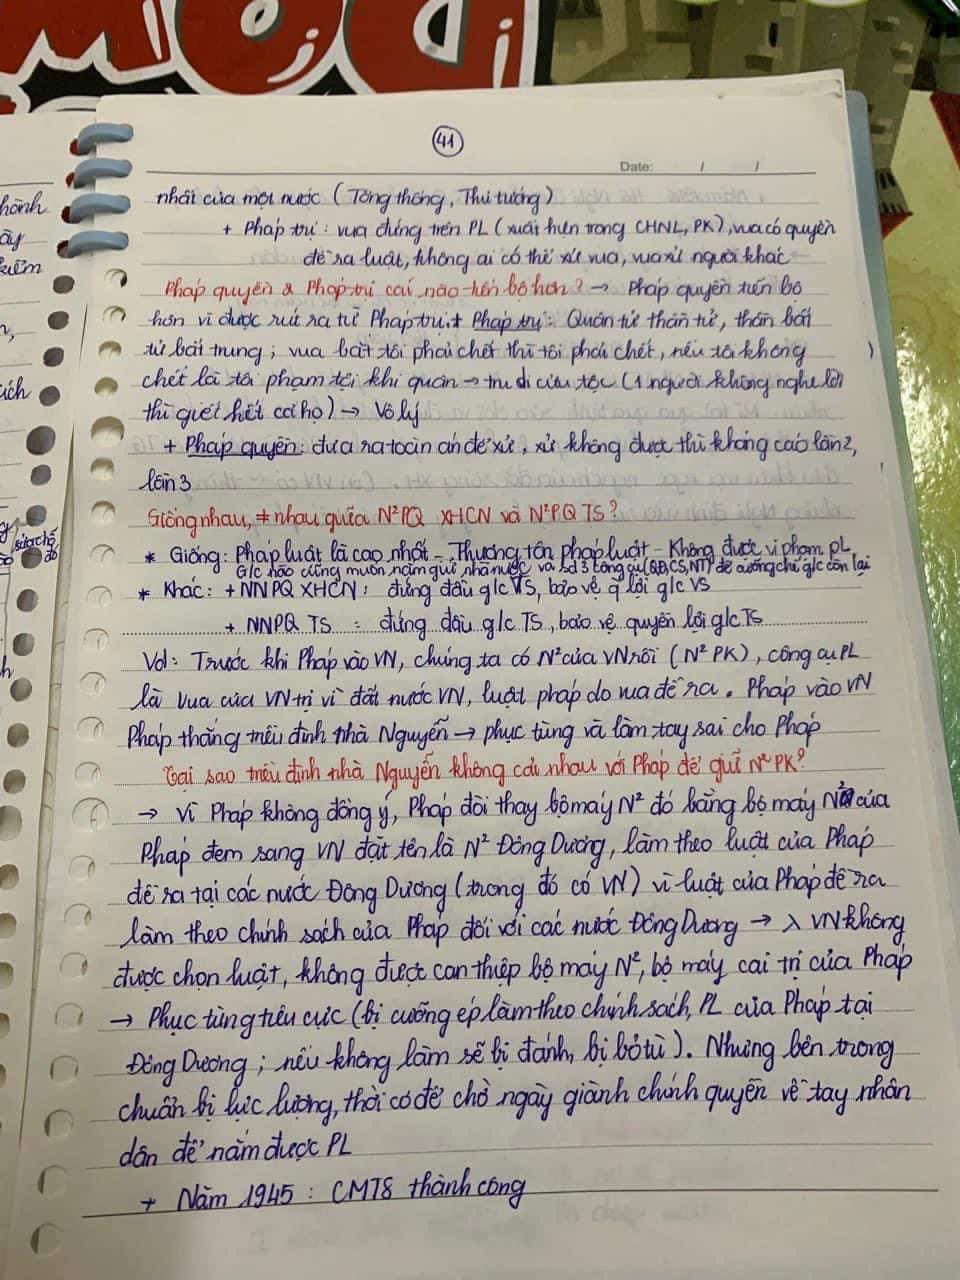 41
Date: / /
nhất của một nước (Tổng thống, Thủ tướng)
+ Pháp trị: vua đứng trên PL (xuất hiện trong CHNL, PK), vua có quyền
đề ra luật, không ai có thể xử vua, vua xử người khác
Pháp quyền & Pháp trị cái nào tiến bộ hơn? → Pháp quyền tiến bộ
hơn vì được rút ra từ Pháp trị. + Pháp trị: Quân tử thần tử, thần bất
tử bất trung; vua bắt tôi phải chết thì tôi phải chết, nếu tôi không
chết là tôi phạm tội khi quân → tru di cửu tộc (1 người không nghe lời
thì giết hết cả họ) → Vô lý
+ Pháp quyền: đưa ra toàn án để xử, xử không được thì kháng cáo lần 2,
lần 3
Giống nhau, ≠ nhau giữa N²PQ XHCN và N²PQ TS?
* Giống: Pháp luật là cao nhất - Thượng tôn pháp luật - Không được vi phạm PL
G/c nào cũng muốn nắm giữ nhà nước và sd 3 công cụ (QĐ, CS, NT) để cưỡng chế g/c còn lại
* Khác: + NNPQ XHCN: đứng đầu g/c VS, bảo vệ q lợi g/c VS
+ NNPQ TS: đứng đầu g/c TS, bảo vệ quyền lợi g/c TS
Vd: Trước khi Pháp vào VN, chúng ta có N² của VN rồi (N² PK), công cụ PL
là Vua của VN trị vì đất nước VN, luật pháp do vua đề ra. Pháp vào VN
Pháp thắng triều đình nhà Nguyễn → phục tùng và làm tay sai cho Pháp
Tại sao triều đình nhà Nguyễn không cãi nhau với Pháp để giữ N² PK?
→ Vì Pháp không đồng ý, Pháp đòi thay bộ máy N² đó bằng bộ máy N² của
Pháp đem sang VN đặt tên là N² Đông Dương, làm theo luật của Pháp
đề ra tại các nước Đông Dương (trong đó có VN) vì luật của Pháp đề ra
làm theo chính sách của Pháp đối với các nước Đông Dương → λ VN không
được chọn luật, không được can thiệp bộ máy N², bộ máy cai trị của Pháp
→ Phục tùng tiêu cực (bị cưỡng ép làm theo chính sách, PL của Pháp tại
Đông Dương; nếu không làm sẽ bị đánh, bị bỏ tù). Nhưng bên trong
chuẩn bị lực lượng, thời cơ để chờ ngày giành chính quyền về tay nhân
dân để nắm được PL
+ Năm 1945: CMT8 thành công